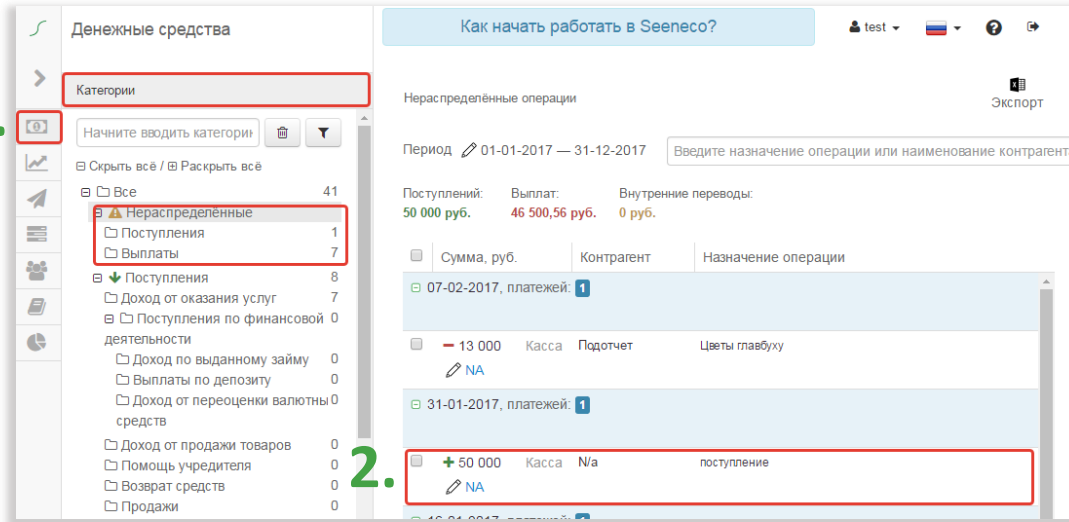 Денежные средства
Как начать работать в Seeneco?
test
Категории
Начните вводить категори
Скрыть всё / Раскрыть всё
Все 41
Нераспределённые
Поступления 1
Выплаты 7
Поступления 8
Доход от оказания услуг 7
Поступления по финансовой 0
деятельности
Доход по выданному займу 0
Выплаты по депозиту 0
Доход от переоценки валютны 0
средств
Доход от продажи товаров 0
Помощь учредителя 0
Возврат средств 0
Продажи 0
Нераспределённые операции
Экспорт
Период 01-01-2017 — 31-12-2017
Введите назначение операции или наименование контрагент
Поступлений: Выплат: Внутренние переводы:
50 000 руб. 46 500,56 руб. 0 руб.
Сумма, руб. Контрагент Назначение операции
07-02-2017, платежей: 1
− 13 000 Касса Подотчет Цветы главбуху
NA
31-01-2017, платежей: 1
2.
+ 50 000 Касса N/a поступление
NA